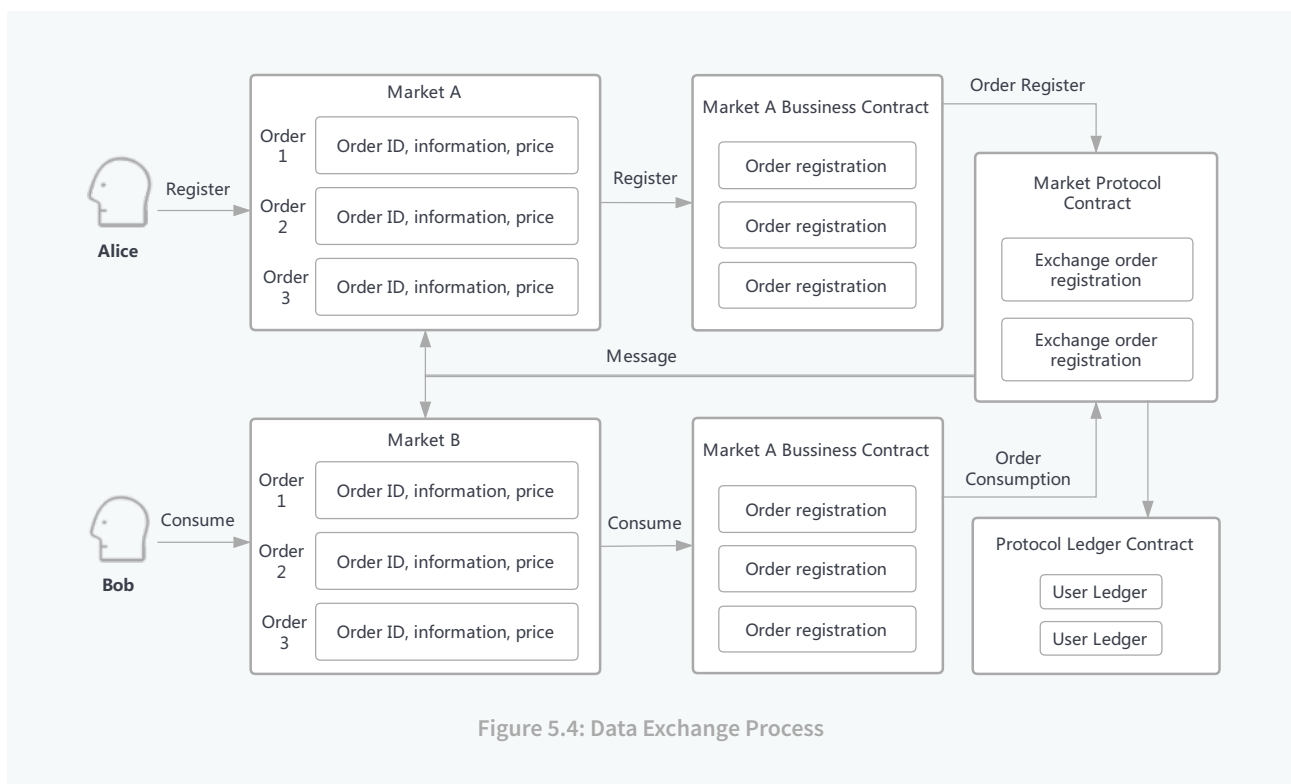 Market A
Order
1
Order ID, information, price
Order
2
Order ID, information, price
Order
3
Order ID, information, price
Register
Alice
Register
Market A Bussiness Contract
Order registration
Order registration
Order registration
Order Register
Market Protocol
Contract
Exchange order
registration
Exchange order
registration
Message
Market B
Order
1
Order ID, information, price
Order
2
Order ID, information, price
Order
3
Order ID, information, price
Consume
Bob
Consume
Market A Bussiness Contract
Order registration
Order registration
Order registration
Order
Consumption
Protocol Ledger Contract
User Ledger
User Ledger
Figure 5.4: Data Exchange Process